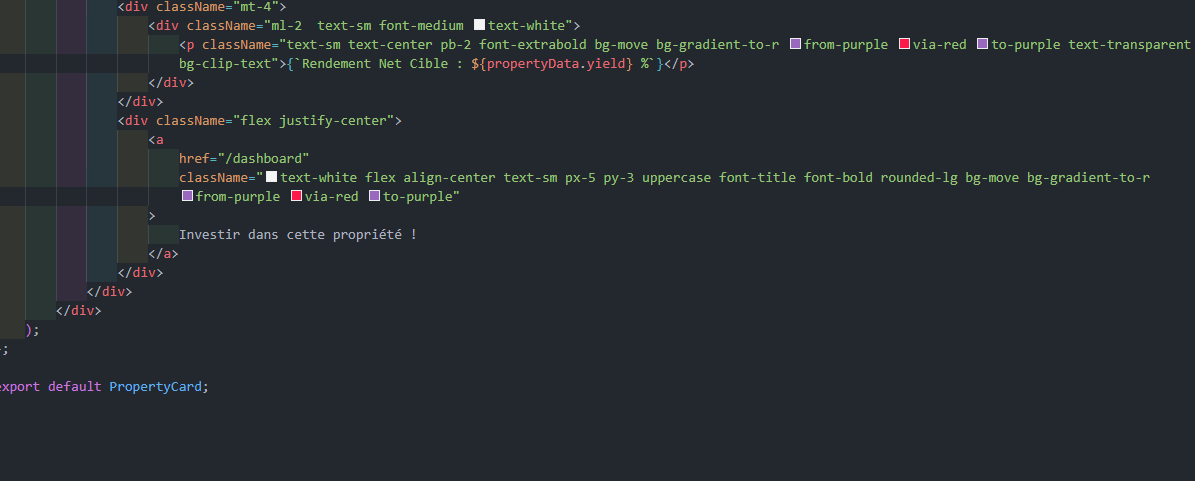 <div className="mt-4">
<div className="ml-2  text-sm font-medium text-white">
<p className="text-sm text-center pb-2 font-extrabold bg-move bg-gradient-to-r from-purple via-red to-purple text-transparent
bg-clip-text">{`Rendement Net Cible : ${propertyData.yield} %`}</p>
</div>
</div>
<div className="flex justify-center">
<a
href="/dashboard"
className="text-white flex align-center text-sm px-5 py-3 uppercase font-title font-bold rounded-lg bg-move bg-gradient-to-r
from-purple via-red to-purple"
>
Investir dans cette propriété !
</a>
</div>
</div>
</div>
);
;
export default PropertyCard;